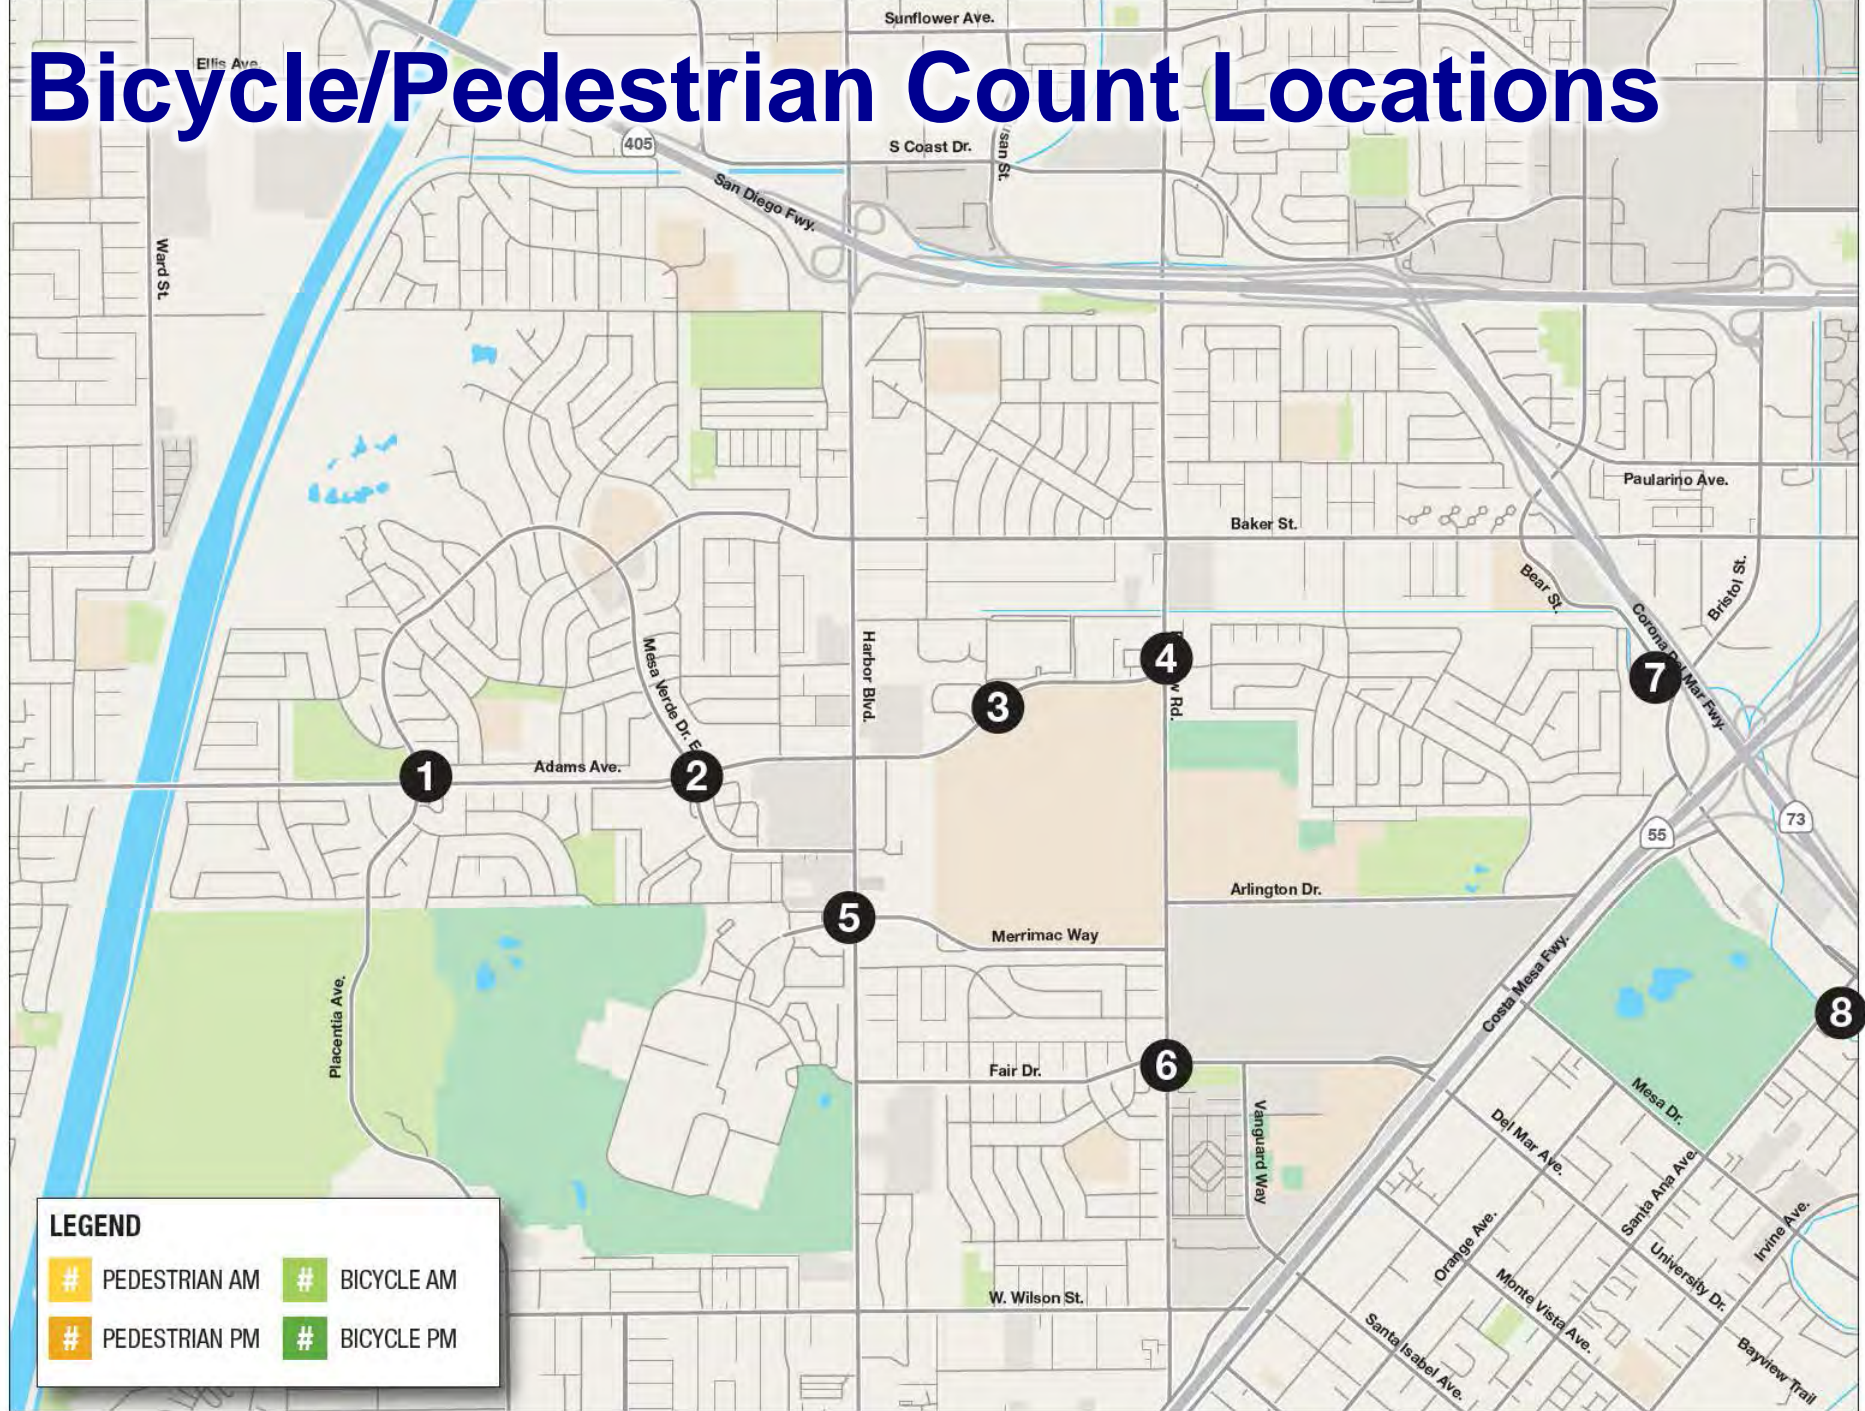 Sunflower Ave.
Ellis Ave.
Bicycle/Pedestrian Count Locations
405
S Coast Dr.
San Diego Fwy.
Ward St.
Paularino Ave.
Baker St.
Bear St.
Bristol St.
Corona Del Mar Fwy.
Harbor Blvd.
Mesa Verde Dr. E
4
Rd.
7
3
Adams Ave.
1
2
55
73
Arlington Dr.
5
Merrimac Way
Costa Mesa Fwy.
Placentia Ave.
8
Fair Dr.
6
Vanguard Way
Mesa Dr.
Del Mar Ave.
Santa Ana Ave.
Orange Ave.
University Dr.
Irvine Ave.
Monte Vista Ave.
W. Wilson St.
Santa Isabel Ave.
Bayview Trail
LEGEND
# PEDESTRIAN AM
# BICYCLE AM
# PEDESTRIAN PM
# BICYCLE PM